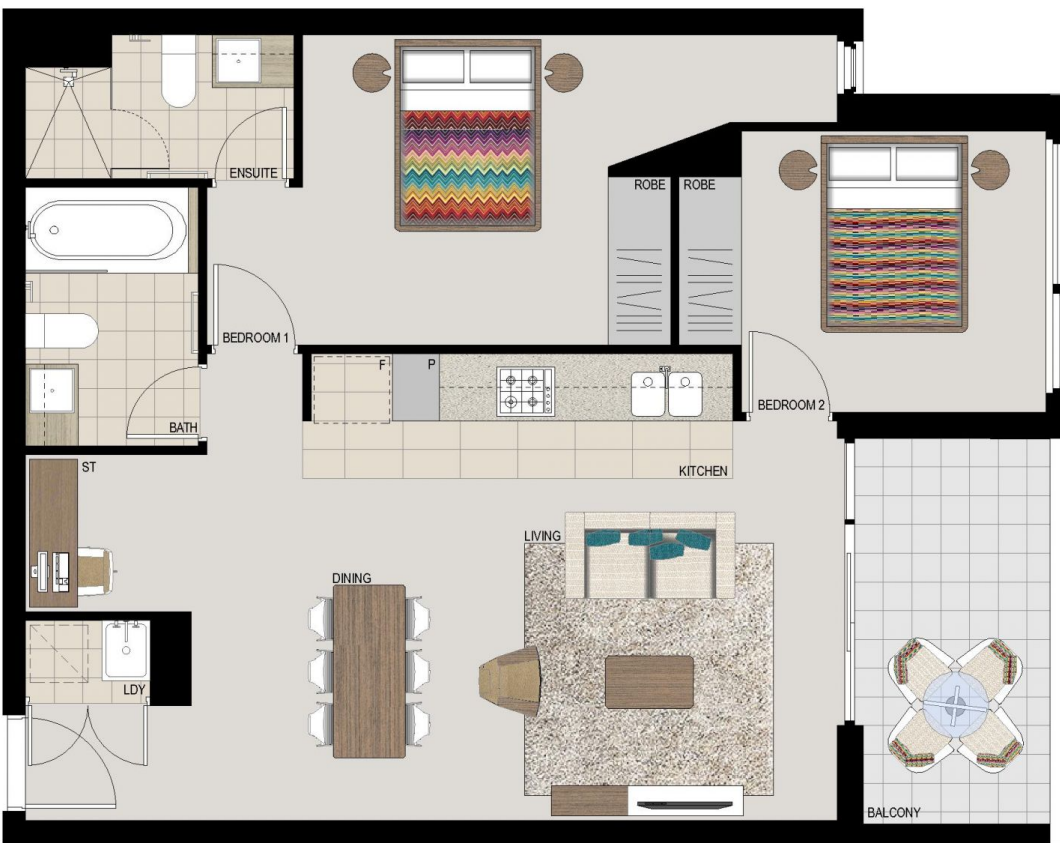 ENSUITE
ROBE
ROBE
BEDROOM 1
F
P
BEDROOM 2
BATH
KITCHEN
ST
LIVING
DINING
LDY
BALCONY